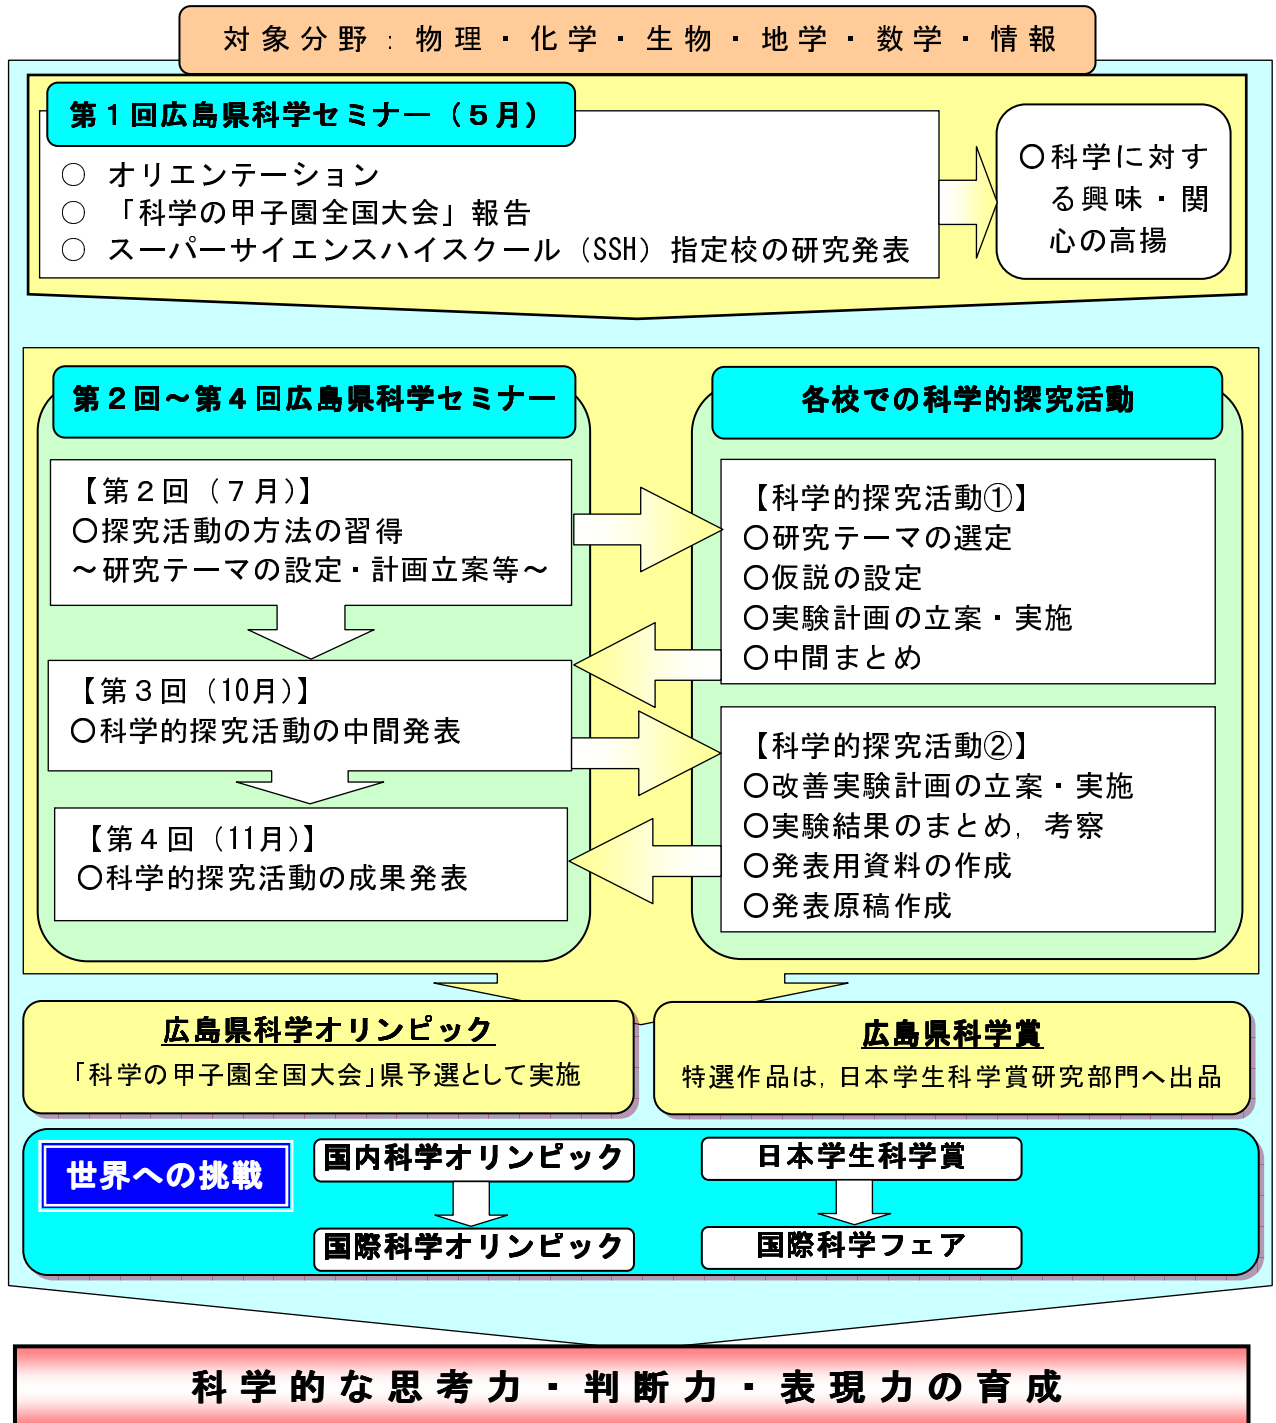 対象分野：物理・化学・生物・地学・数学・情報
第１回広島県科学セミナー（５月）
○ オリエンテーション
○ 「科学の甲子園全国大会」報告
○ スーパーサイエンスハイスクール（SSH）指定校の研究発表
○科学に対す
る興味・関
心の高揚
第２回～第４回広島県科学セミナー
【第２回（７月）】
○探究活動の方法の習得
～研究テーマの設定・計画立案等～
【第３回（10月）】
○科学的探究活動の中間発表
【第４回（11月）】
○科学的探究活動の成果発表
各校での科学的探究活動
【科学的探究活動①】
○研究テーマの選定
○仮説の設定
○実験計画の立案・実施
○中間まとめ
【科学的探究活動②】
○改善実験計画の立案・実施
○実験結果のまとめ，考察
○発表用資料の作成
○発表原稿作成
広島県科学オリンピック
「科学の甲子園全国大会」県予選として実施
広島県科学賞
特選作品は，日本学生科学賞研究部門へ出品
世界への挑戦
国内科学オリンピック
国際科学オリンピック
日本学生科学賞
国際科学フェア
科学的な思考力・判断力・表現力の育成